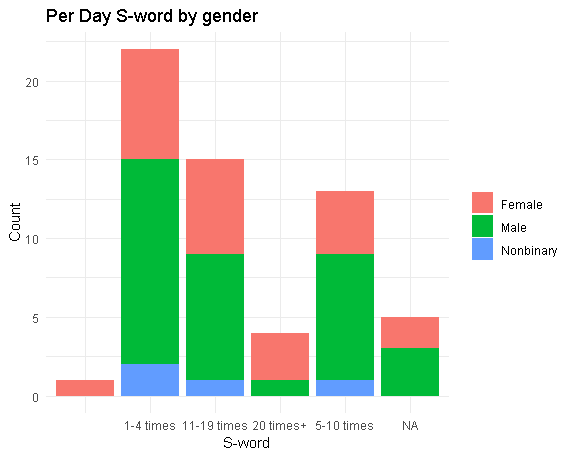 Per Day S-word by gender
Count
20
15
10
5
0
1-4 times 11-19 times 20 times+ 5-10 times NA
S-word
Female
Male
Nonbinary